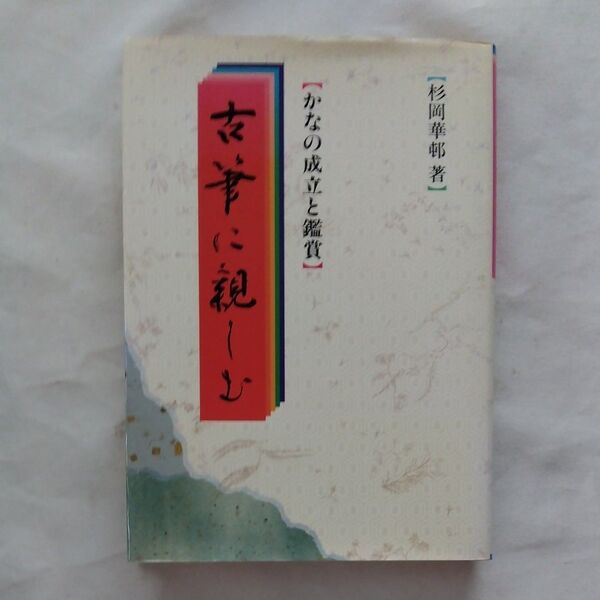 【杉岡華邨 著】
【かなの成立と鑑賞】
古筆に親しむ